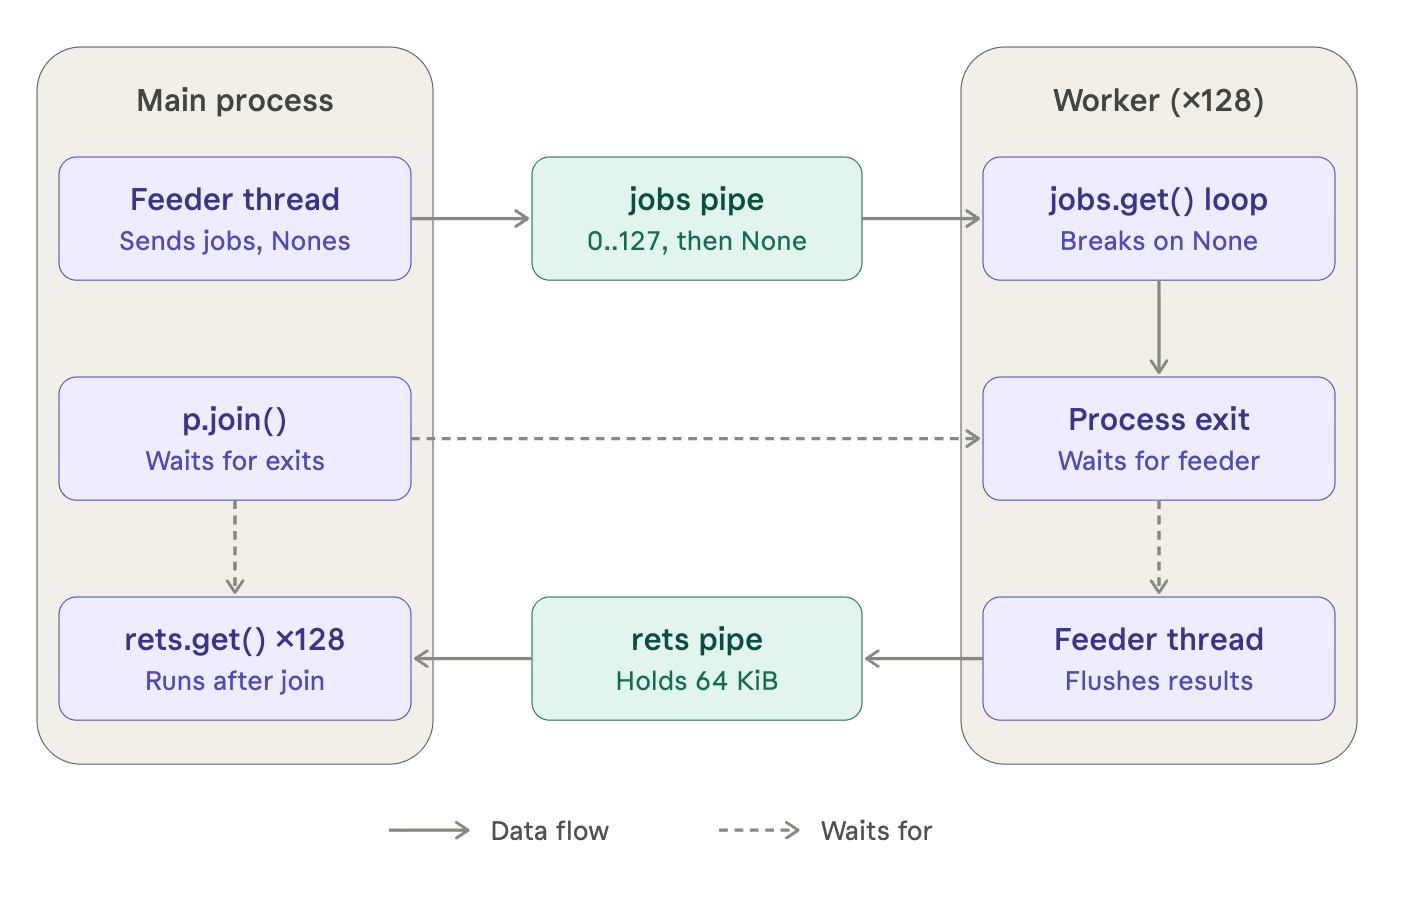 Main process
Worker (×128)
Feeder thread
Sends jobs, Nones
jobs pipe
0..127, then None
jobs.get() loop
Breaks on None
p.join()
Waits for exits
Process exit
Waits for feeder
rets.get() ×128
Runs after join
rets pipe
Holds 64 KiB
Feeder thread
Flushes results
Data flow
Waits for